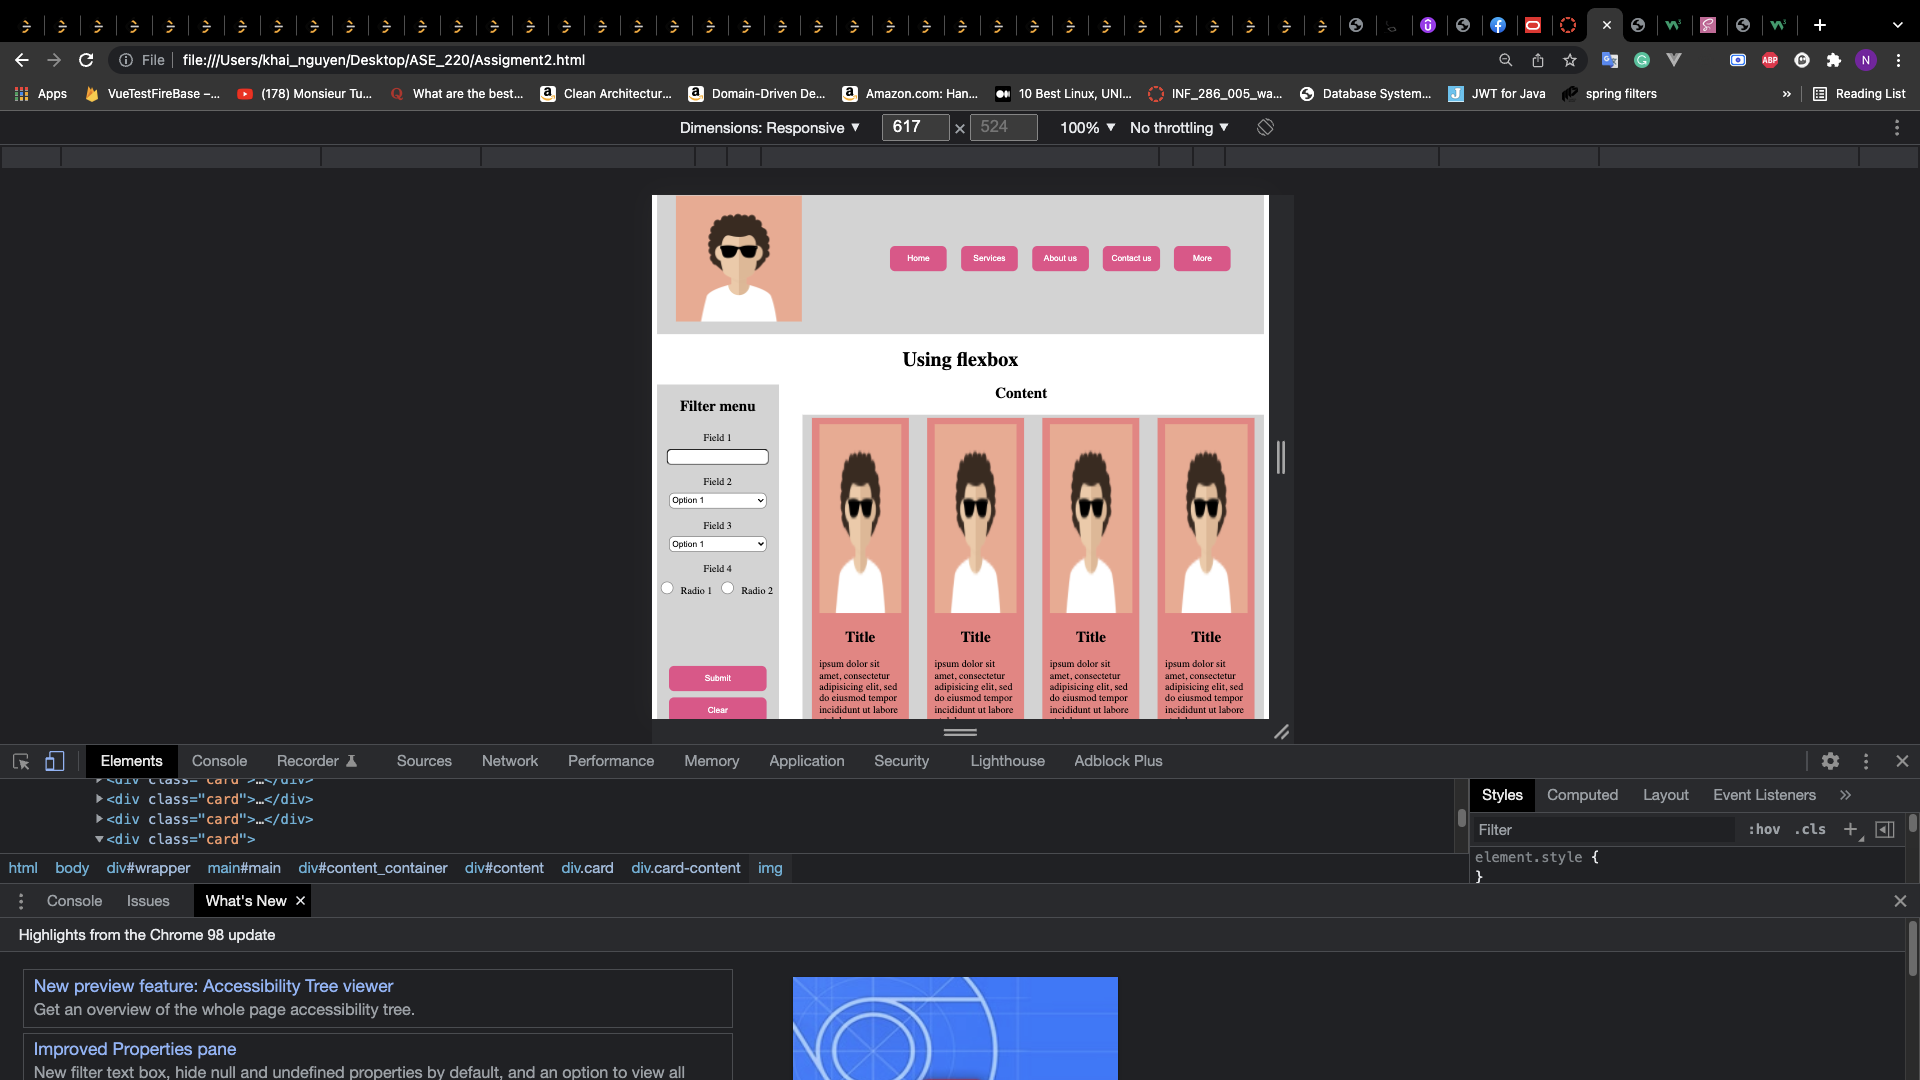 File
file:///Users/khai_nguyen/Desktop/ASE_220/Assigment2.html
ABP
N
Apps
VueTestFireBase –...
(178) Monsieur Tu...
What are the best...
Clean Architectur...
Domain-Driven De...
Amazon.com: Han...
10 Best Linux, UNI...
INF_286_005_wa...
Database System...
JWT for Java
spring filters
»
Reading List
Dimensions: Responsive
617
×
524
100%
No throttling
Home
Services
About us
Contact us
More
Using flexbox
Content
Filter menu
Field 1
Field 2
Option 1
Field 3
Option 1
Field 4
Radio 1
Radio 2
Submit
Clear
Title
ipsum dolor sit
amet, consectetur
adipisicing elit, sed
do eiusmod tempor
incididunt ut labore
Title
ipsum dolor sit
amet, consectetur
adipisicing elit, sed
do eiusmod tempor
incididunt ut labore
Title
ipsum dolor sit
amet, consectetur
adipisicing elit, sed
do eiusmod tempor
incididunt ut labore
Title
ipsum dolor sit
amet, consectetur
adipisicing elit, sed
do eiusmod tempor
incididunt ut labore
Elements
Console
Recorder
Sources
Network
Performance
Memory
Application
Security
Lighthouse
Adblock Plus
<div class="card">…</div>
<div class="card">…</div>
<div class="card">…</div>
<div class="card">
html
body
div#wrapper
main#main
div#content_container
div#content
div.card
div.card-content
img
Styles
Computed
Layout
Event Listeners
»
Filter
:hov
.cls
element.style {
}
Console
Issues
What's New
Highlights from the Chrome 98 update
New preview feature: Accessibility Tree viewer
Get an overview of the whole page accessibility tree.
Improved Properties pane
New filter text box, hide null and undefined properties by default, and an option to view all